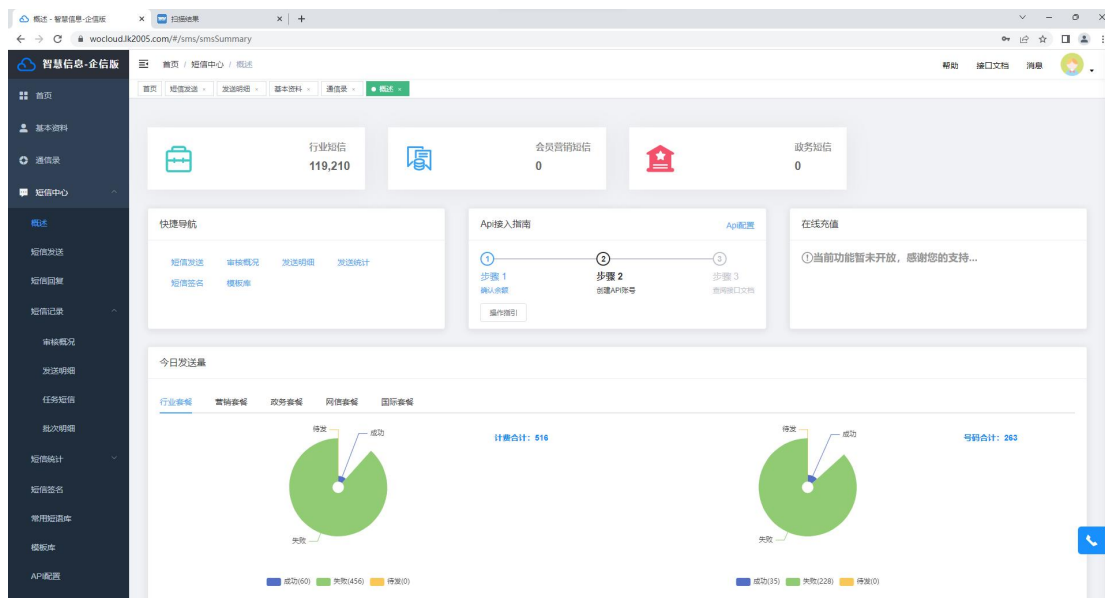 概述 - 智慧信息-企信版
扫描结果
wocloud.lk2005.com/#/sms/smsSummary
智慧信息-企信版
首页 / 短信中心 / 概述
帮助 接口文档 消息
首页 短信发送 发送明细 基本资料 通信录 概述
首页
基本资料
通信录
短信中心
概述
短信发送
短信回复
短信记录
审核概况
发送明细
任务短信
批次明细
短信统计
短信签名
常用短语库
模板库
API配置
行业短信
119,210
会员营销短信
0
政务短信
0
快捷导航
短信发送 审核概况 发送明细 发送统计
短信签名 模板库
Api接入指南
Api配置
1 2 3
步骤 1 步骤 2 步骤 3
确认余额 创建API账号 查阅接口文档
操作指引
在线充值
当前功能暂未开放，感谢您的支持...
今日发送量
行业套餐 营销套餐 政务套餐 网信套餐 国际套餐
待发 成功
失败
计费合计：516
成功(60) 失败(456) 待发(0)
待发 成功
失败
号码合计：263
成功(35) 失败(228) 待发(0)